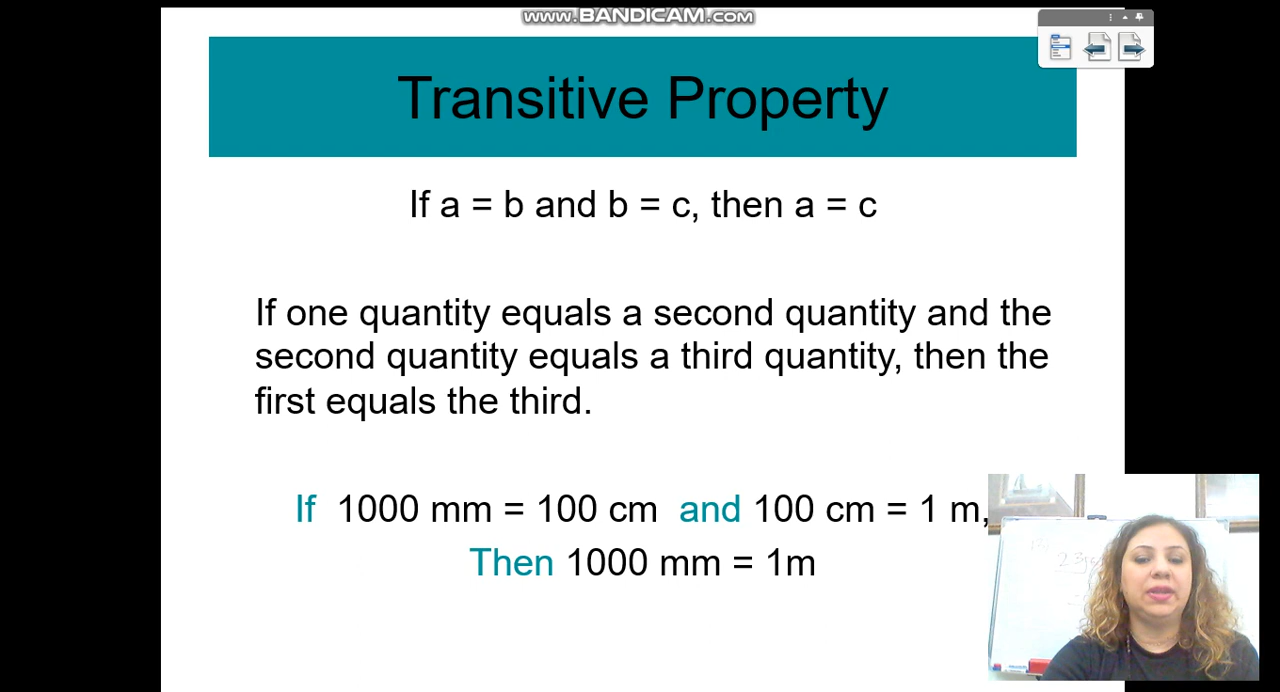 www.BANDICAM.com
Transitive Property
If a = b and b = c, then a = c
If one quantity equals a second quantity and the
second quantity equals a third quantity, then the
first equals the third.
If 1000 mm = 100 cm and 100 cm = 1 m,
Then 1000 mm = 1m